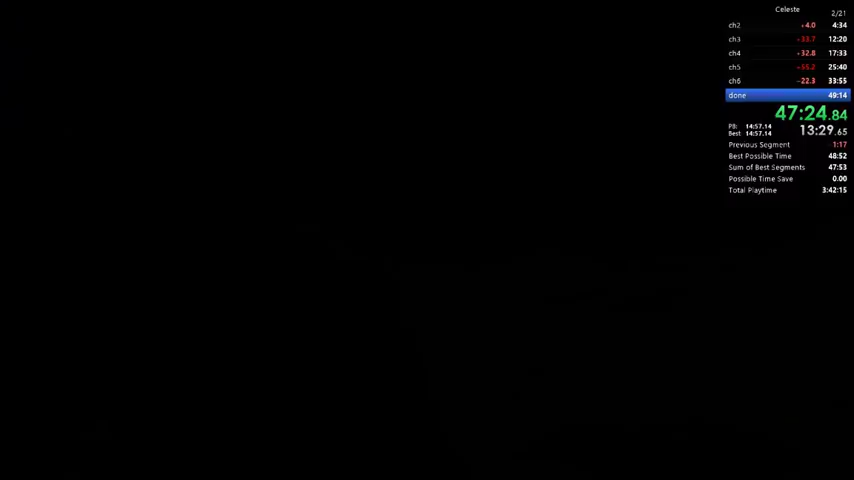 Celeste
2/21
ch2 +4.0 4:34
ch3 -33.7 12:20
ch4 +32.8 17:33
ch5 +55.2 25:40
ch6 -22.3 33:55
done 49:14
47:24.84
PB: 14:57.14
Best: 14:57.14
13:29.65
Previous Segment -1:17
Best Possible Time 48:52
Sum of Best Segments 47:53
Possible Time Save 0.00
Total Playtime 3:42:15